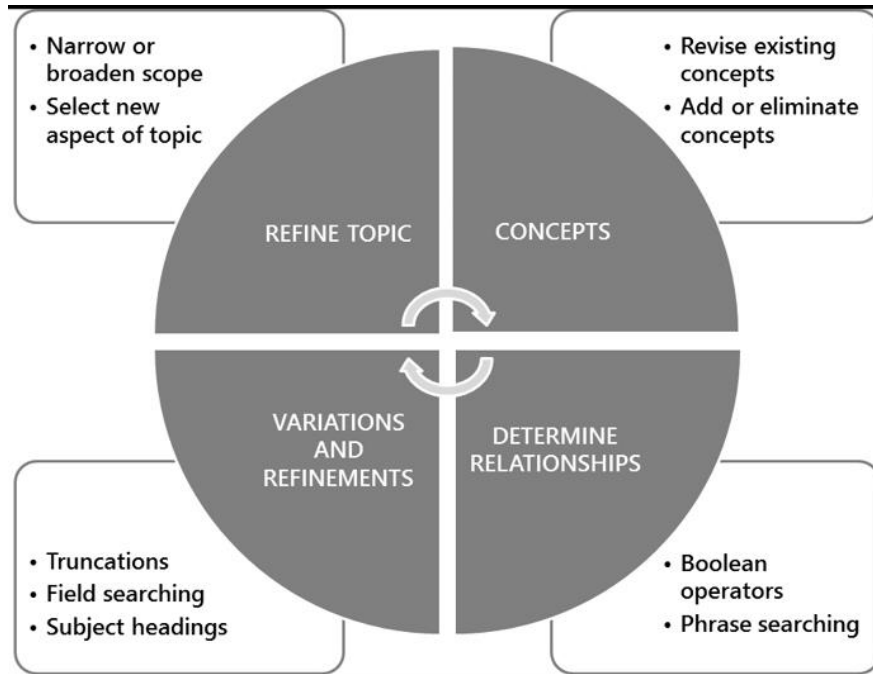 • Narrow or
broaden scope
• Select new
aspect of topic
• Revise existing
concepts
• Add or eliminate
concepts
REFINE TOPIC
CONCEPTS
VARIATIONS
AND
REFINEMENTS
DETERMINE
RELATIONSHIPS
• Truncations
• Field searching
• Subject headings
• Boolean
operators
• Phrase searching